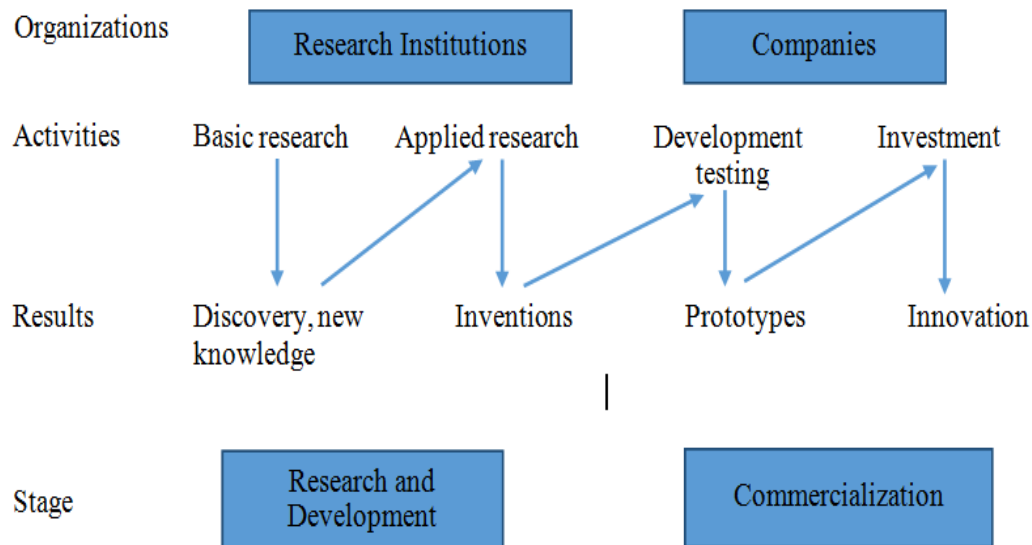 Organizations
Research Institutions
Companies
Activities
Basic research
Applied research
Development
testing
Investment
Results
Discovery, new
knowledge
Inventions
Prototypes
Innovation
Stage
Research and
Development
Commercialization